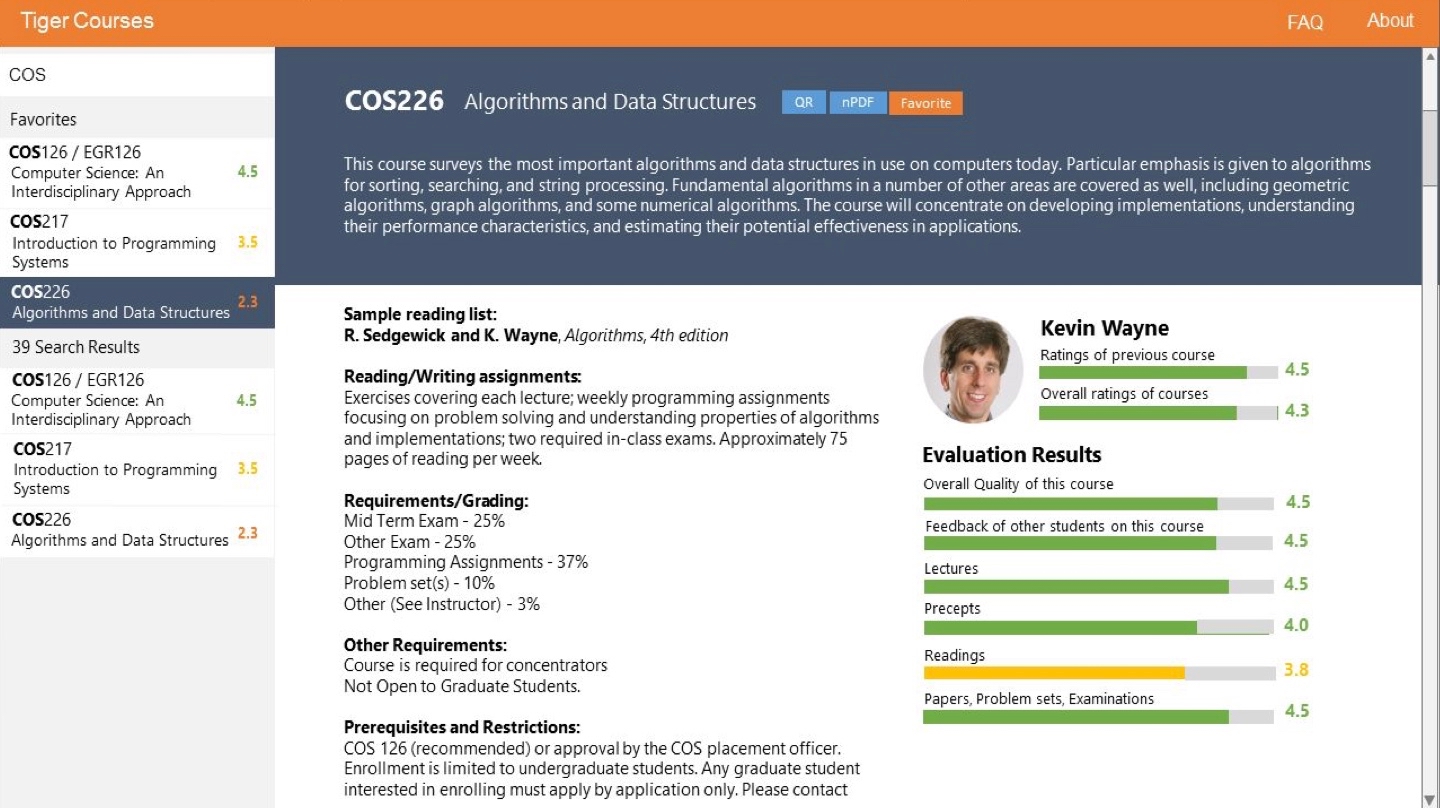 Tiger Courses
FAQ
About
COS
Favorites
COS126 / EGR126
Computer Science: An
Interdisciplinary Approach
4.5
COS217
Introduction to Programming
Systems
3.5
COS226
Algorithms and Data Structures
2.3
39 Search Results
COS126 / EGR126
Computer Science: An
Interdisciplinary Approach
4.5
COS217
Introduction to Programming
Systems
3.5
COS226
Algorithms and Data Structures
2.3
COS226 Algorithms and Data Structures QR nPDF Favorite
This course surveys the most important algorithms and data structures in use on computers today. Particular emphasis is given to algorithms
for sorting, searching, and string processing. Fundamental algorithms in a number of other areas are covered as well, including geometric
algorithms, graph algorithms, and some numerical algorithms. The course will concentrate on developing implementations, understanding
their performance characteristics, and estimating their potential effectiveness in applications.
Sample reading list:
R. Sedgewick and K. Wayne, Algorithms, 4th edition
Reading/Writing assignments:
Exercises covering each lecture; weekly programming assignments
focusing on problem solving and understanding properties of algorithms
and implementations; two required in-class exams. Approximately 75
pages of reading per week.
Requirements/Grading:
Mid Term Exam - 25%
Other Exam - 25%
Programming Assignments - 37%
Problem set(s) - 10%
Other (See Instructor) - 3%
Other Requirements:
Course is required for concentrators
Not Open to Graduate Students.
Prerequisites and Restrictions:
COS 126 (recommended) or approval by the COS placement officer.
Enrollment is limited to undergraduate students. Any graduate student
interested in enrolling must apply by application only. Please contact
Kevin Wayne
Ratings of previous course
4.5
Overall ratings of courses
4.3
Evaluation Results
Overall Quality of this course
4.5
Feedback of other students on this course
4.5
Lectures
4.5
Precepts
4.0
Readings
3.8
Papers, Problem sets, Examinations
4.5